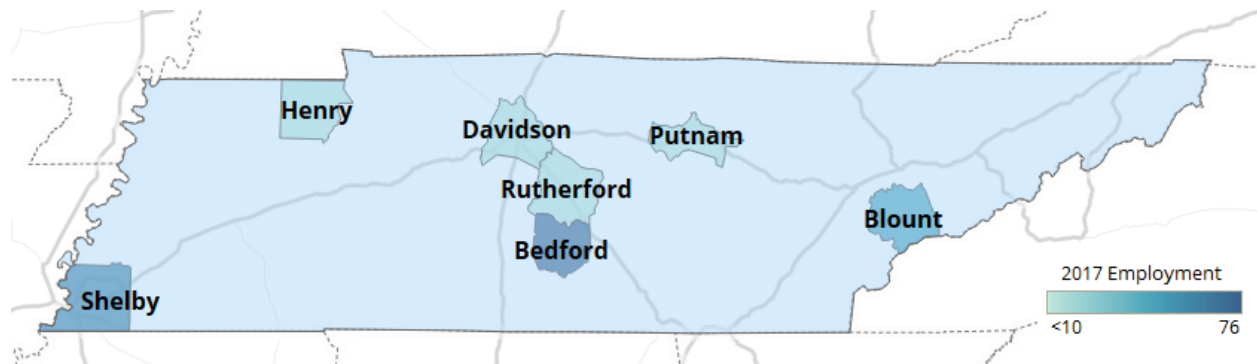 Henry
Davidson
Putnam
Rutherford
Blount
Bedford
Shelby
2017 Employment
<10 76